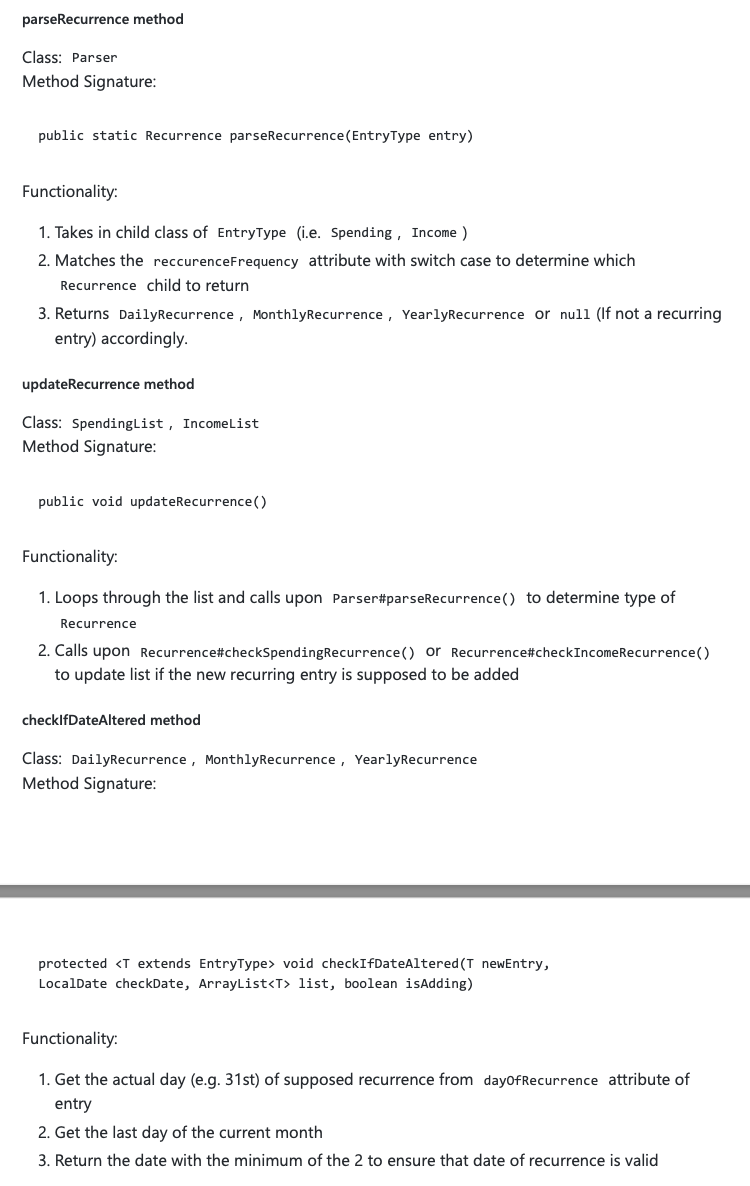 parseRecurrence method
Class: Parser
Method Signature:
public static Recurrence parseRecurrence(EntryType entry)
Functionality:
1. Takes in child class of EntryType (i.e. Spending , Income )
2. Matches the reccurenceFrequency attribute with switch case to determine which
Recurrence child to return
3. Returns DailyRecurrence , MonthlyRecurrence , YearlyRecurrence or null (If not a recurring
entry) accordingly.
updateRecurrence method
Class: SpendingList , IncomeList
Method Signature:
public void updateRecurrence()
Functionality:
1. Loops through the list and calls upon Parser#parseRecurrence() to determine type of
Recurrence
2. Calls upon Recurrence#checkSpendingRecurrence() or Recurrence#checkIncomeRecurrence()
to update list if the new recurring entry is supposed to be added
checkIfDateAltered method
Class: DailyRecurrence , MonthlyRecurrence , YearlyRecurrence
Method Signature:
protected <T extends EntryType> void checkIfDateAltered(T newEntry,
LocalDate checkDate, ArrayList<T> list, boolean isAdding)
Functionality:
1. Get the actual day (e.g. 31st) of supposed recurrence from dayOfRecurrence attribute of
entry
2. Get the last day of the current month
3. Return the date with the minimum of the 2 to ensure that date of recurrence is valid